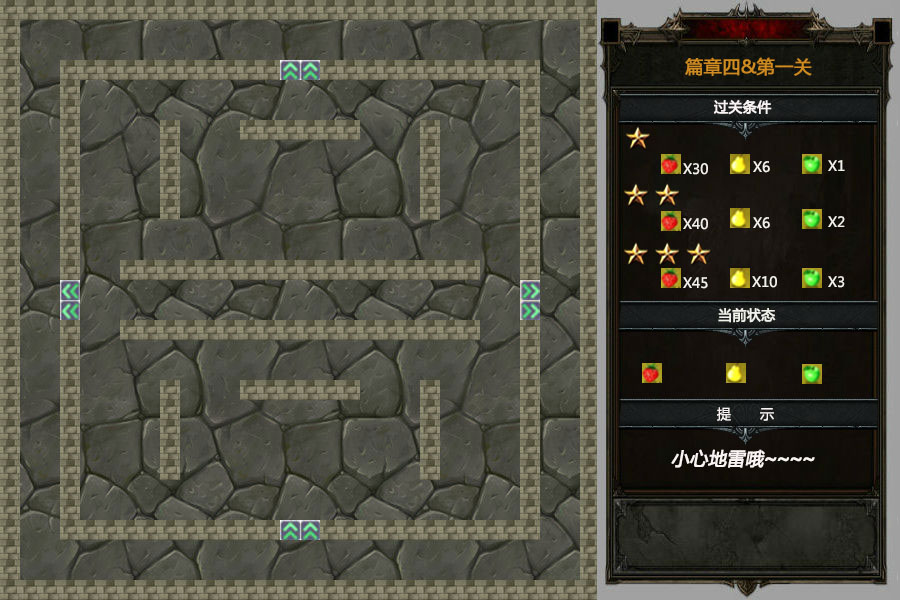 篇章四&第一关
过关条件
X30 X6 X1
X40 X6 X2
X45 X10 X3
当前状态
提 示
小心地雷哦~~~~